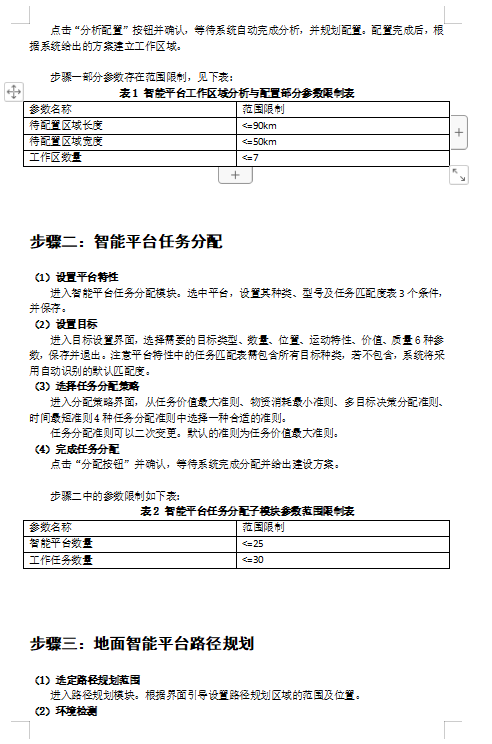 点击“分析配置”按钮并确认，等待系统自动完成分析，并规划配置。配置完成后，根
据系统给出的方案建立工作区域。
步骤一部分参数存在范围限制，见下表：
表 1 智能平台工作区域分析与配置部分参数限制表
参数名称 范围限制
待配置区域长度 <=90km
待配置区域宽度 <=50km
工作区数量 <=7
步骤二：智能平台任务分配
（1）设置平台特性
进入智能平台任务分配模块。选中平台，设置其种类、型号及任务匹配度表 3 个条件，
并保存。
（2）设置目标
进入目标设置界面，选择需要的目标类型、数量、位置、运动特性、价值、质量 6 种参
数，保存并退出。注意平台特性中的任务匹配表需包含所有目标种类，若不包含，系统将采
用自动识别的默认匹配度。
（3）选择任务分配策略
进入分配策略界面，从任务价值最大准则、物资消耗最小准则、多目标决策分配准则、
时间最短准则 4 种任务分配准则中选择一种合适的准则。
任务分配准则可以二次变更。默认的准则为任务价值最大准则。
（4）完成任务分配
点击“分配按钮”并确认，等待系统完成分配并给出建设方案。
步骤二中的参数限制如下表：
表 2 智能平台任务分配子模块参数范围限制表
参数名称 范围限制
智能平台数量 <=25
工作任务数量 <=30
步骤三：地面智能平台路径规划
（1）选定路径规划范围
进入路径规划模块。根据界面引导设置路径规划区域的范围及位置。
（2）环境检测